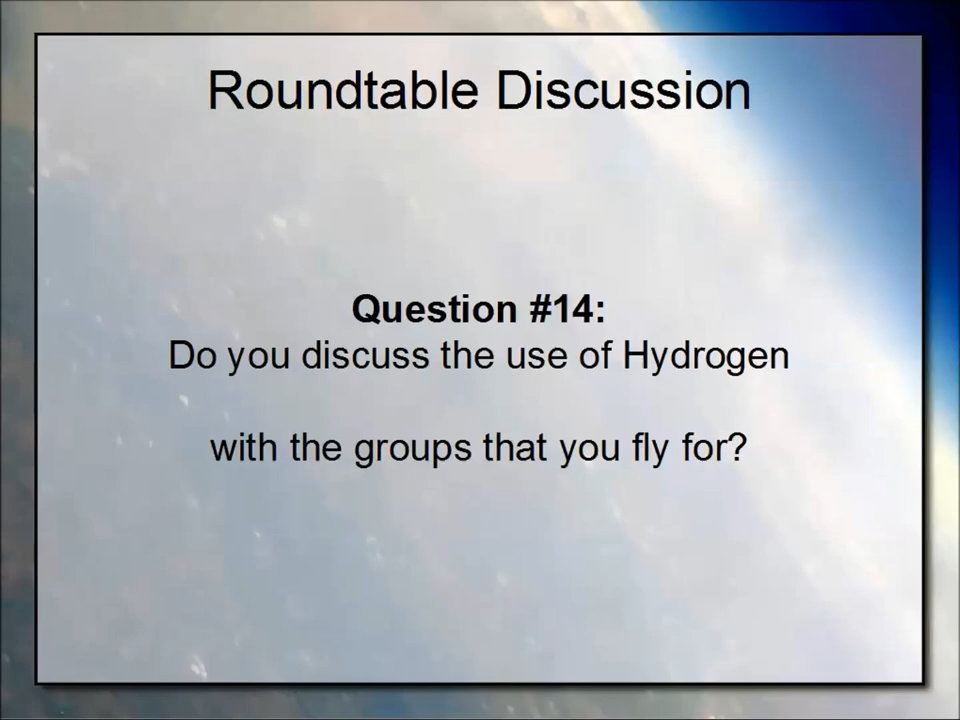 Roundtable Discussion
Question #14:
Do you discuss the use of Hydrogen
with the groups that you fly for?